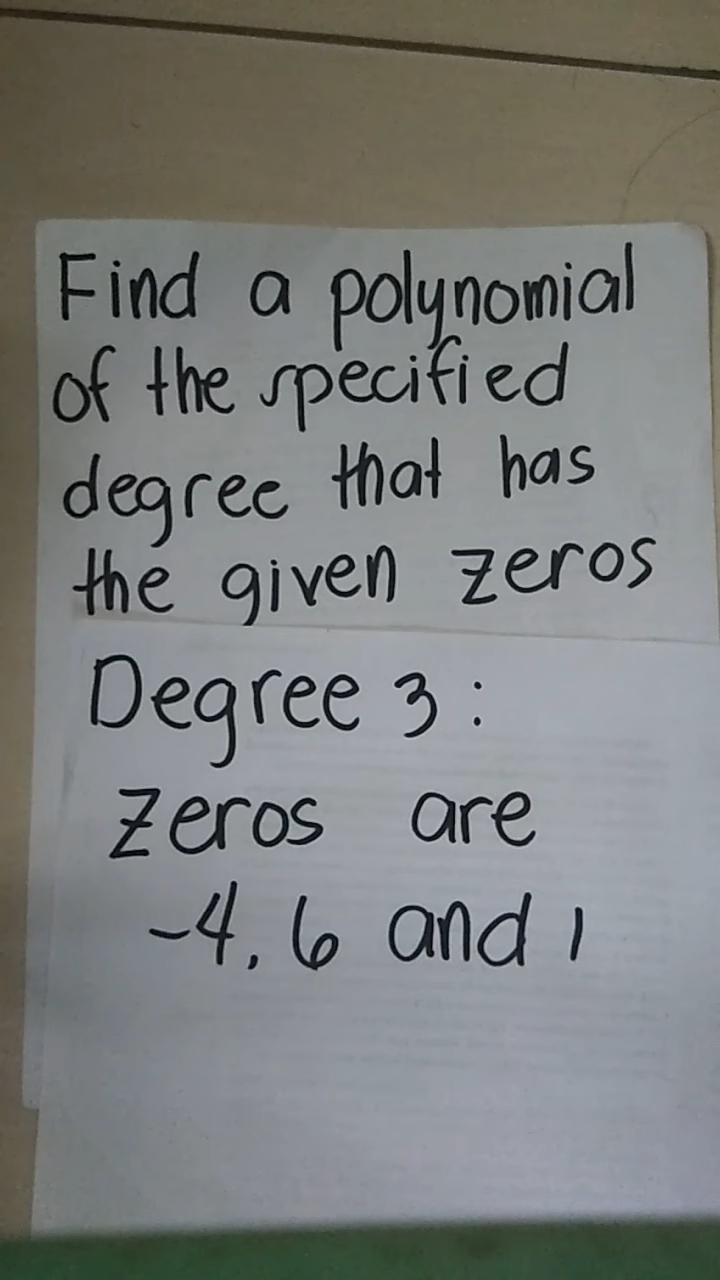 Find a polynomial
of the specified
degree that has
the given zeros
Degree 3:
Zeros are
-4, 6 and 1